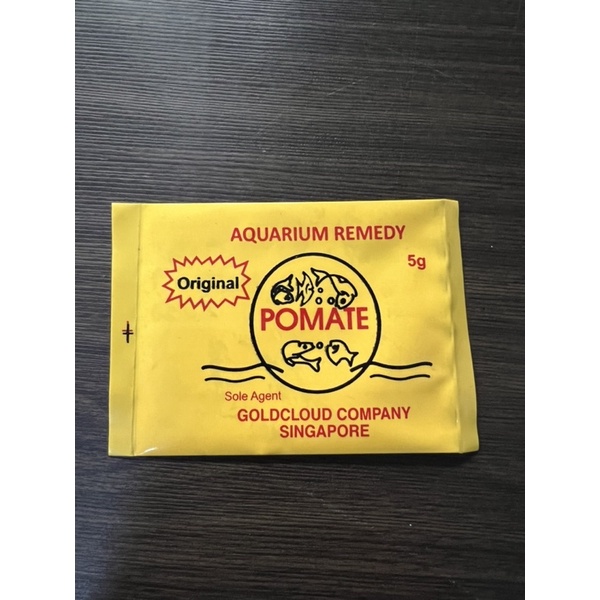 AQUARIUM REMEDY
5g
Original
POMATE
Sole Agent
GOLDCLOUD COMPANY
SINGAPORE